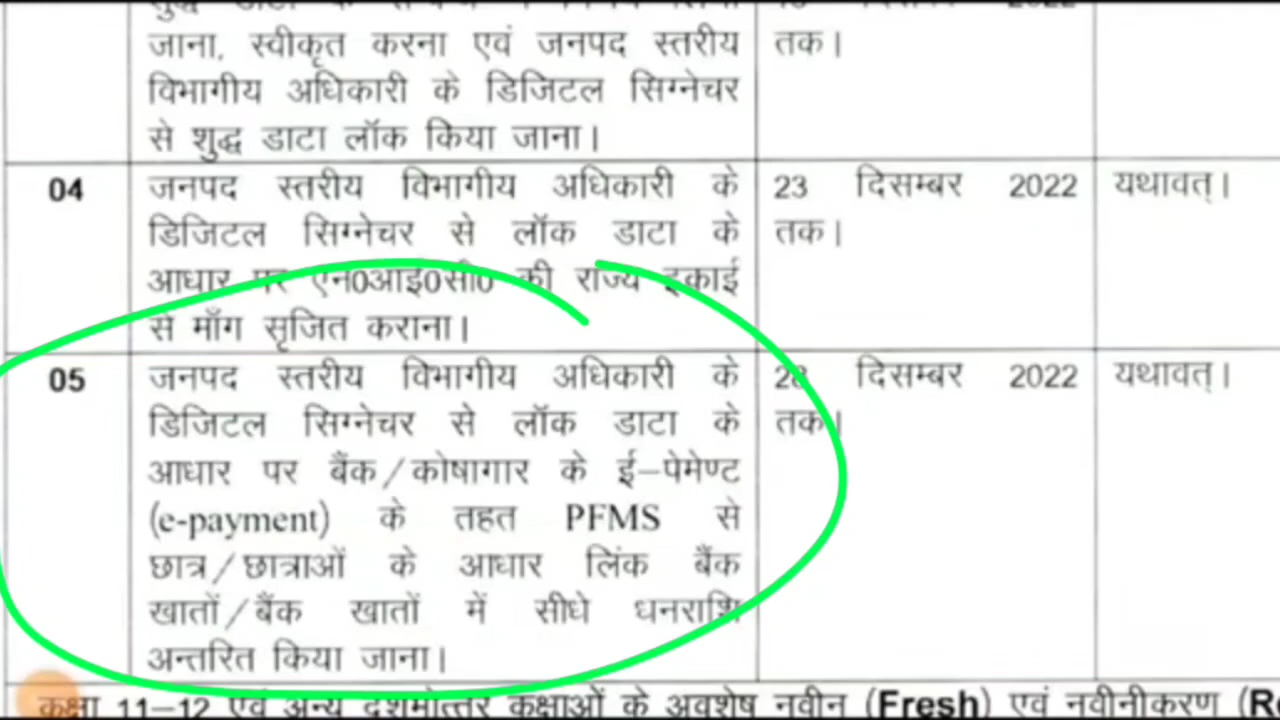 जाना, स्वीकृत करना एवं जनपद स्तरीय तक।
विभागीय अधिकारी के डिजिटल सिग्नेचर
से शुद्ध डाटा लॉक किया जाना।
04 जनपद स्तरीय विभागीय अधिकारी के 23 दिसम्बर 2022 यथावत्।
डिजिटल सिग्नेचर से लॉक डाटा के तक।
आधार पर एन0आई0सी0 की राज्य इकाई
से माँग सृजित कराना।
05 जनपद स्तरीय विभागीय अधिकारी के 28 दिसम्बर 2022 यथावत्।
डिजिटल सिग्नेचर से लॉक डाटा के तक।
आधार पर बैंक/कोषागार के ई-पेमेण्ट
(e-payment) के तहत PFMS से
छात्र/छात्राओं के आधार लिंक बैंक
खातों/बैंक खातों में सीधे धनराशि
अन्तरित किया जाना।
कक्षा 11-12 एवं अन्य दशमोत्तर कक्षाओं के अवशेष नवीन (Fresh) एवं नवीनीकरण